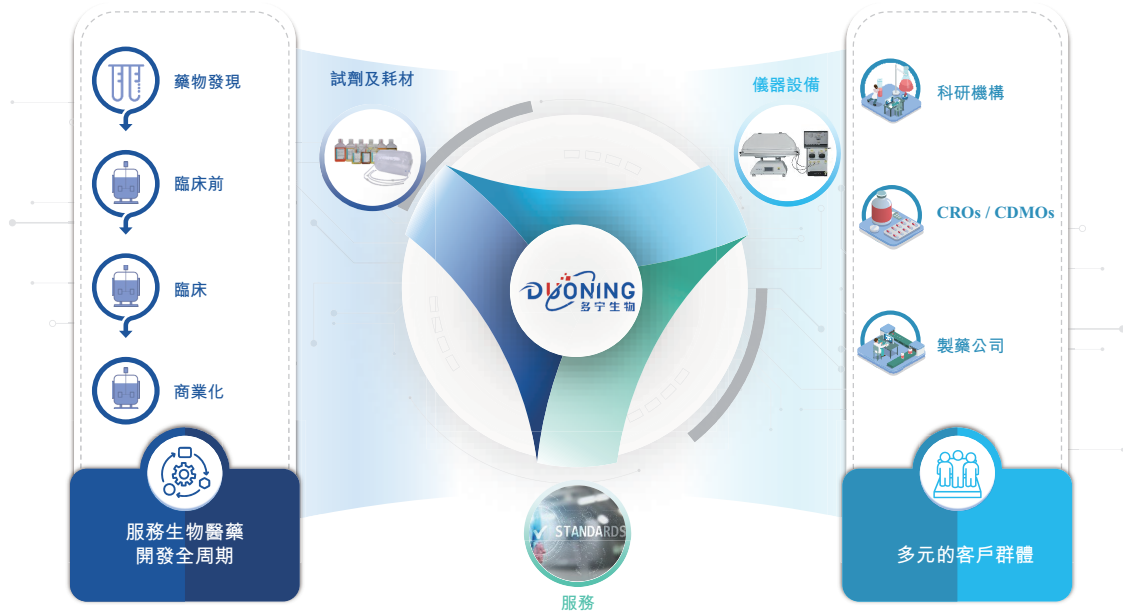 藥物發現
臨床前
臨床
商業化
服務生物醫藥
開發全周期
試劑及耗材
儀器設備
DUONING
多宁生物
STANDARDS
服務
科研機構
CROs / CDMOs
製藥公司
多元的客戶群體